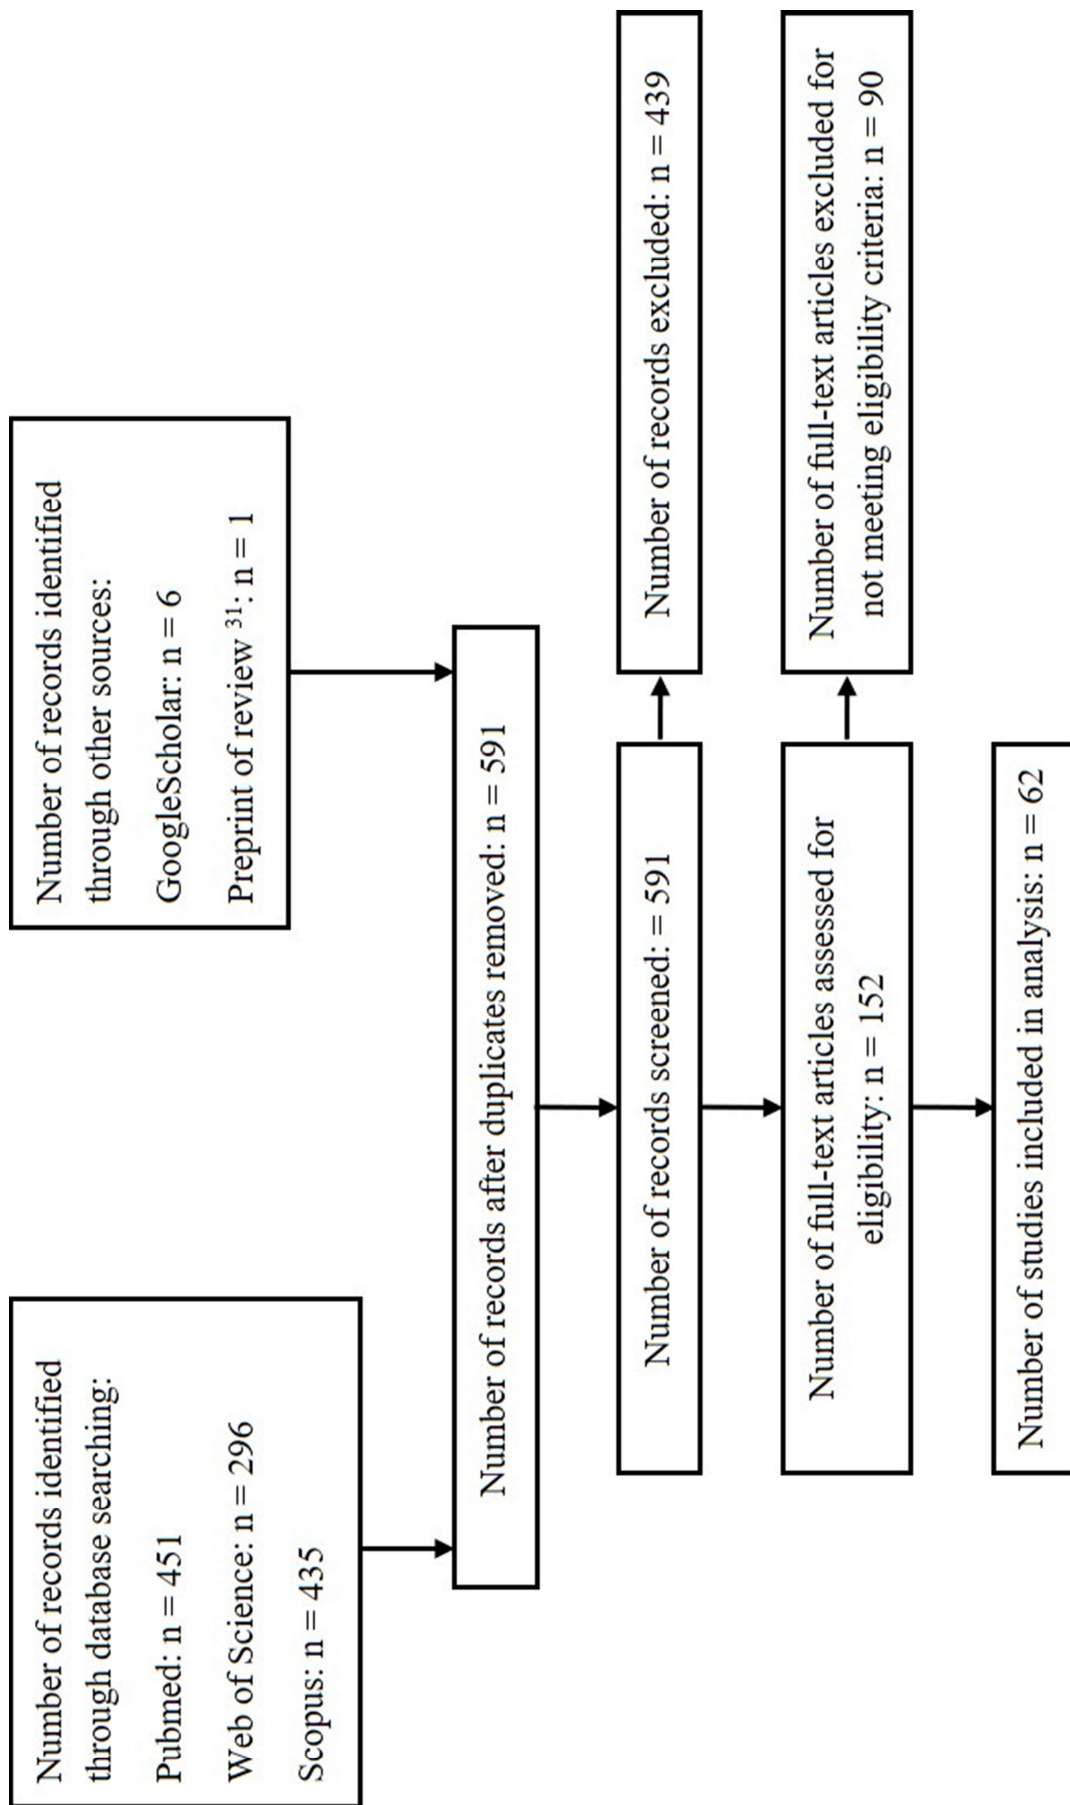 Number of records identified
through database searching:
Pubmed: n = 451
Web of Science: n = 296
Scopus: n = 435
Number of records identified
through other sources:
GoogleScholar: n = 6
Preprint of review ³¹: n = 1
Number of records after duplicates removed: n = 591
Number of records screened: = 591
Number of records excluded: n = 439
Number of full-text articles assessed for
eligibility: n = 152
Number of full-text articles excluded for
not meeting eligibility criteria: n = 90
Number of studies included in analysis: n = 62